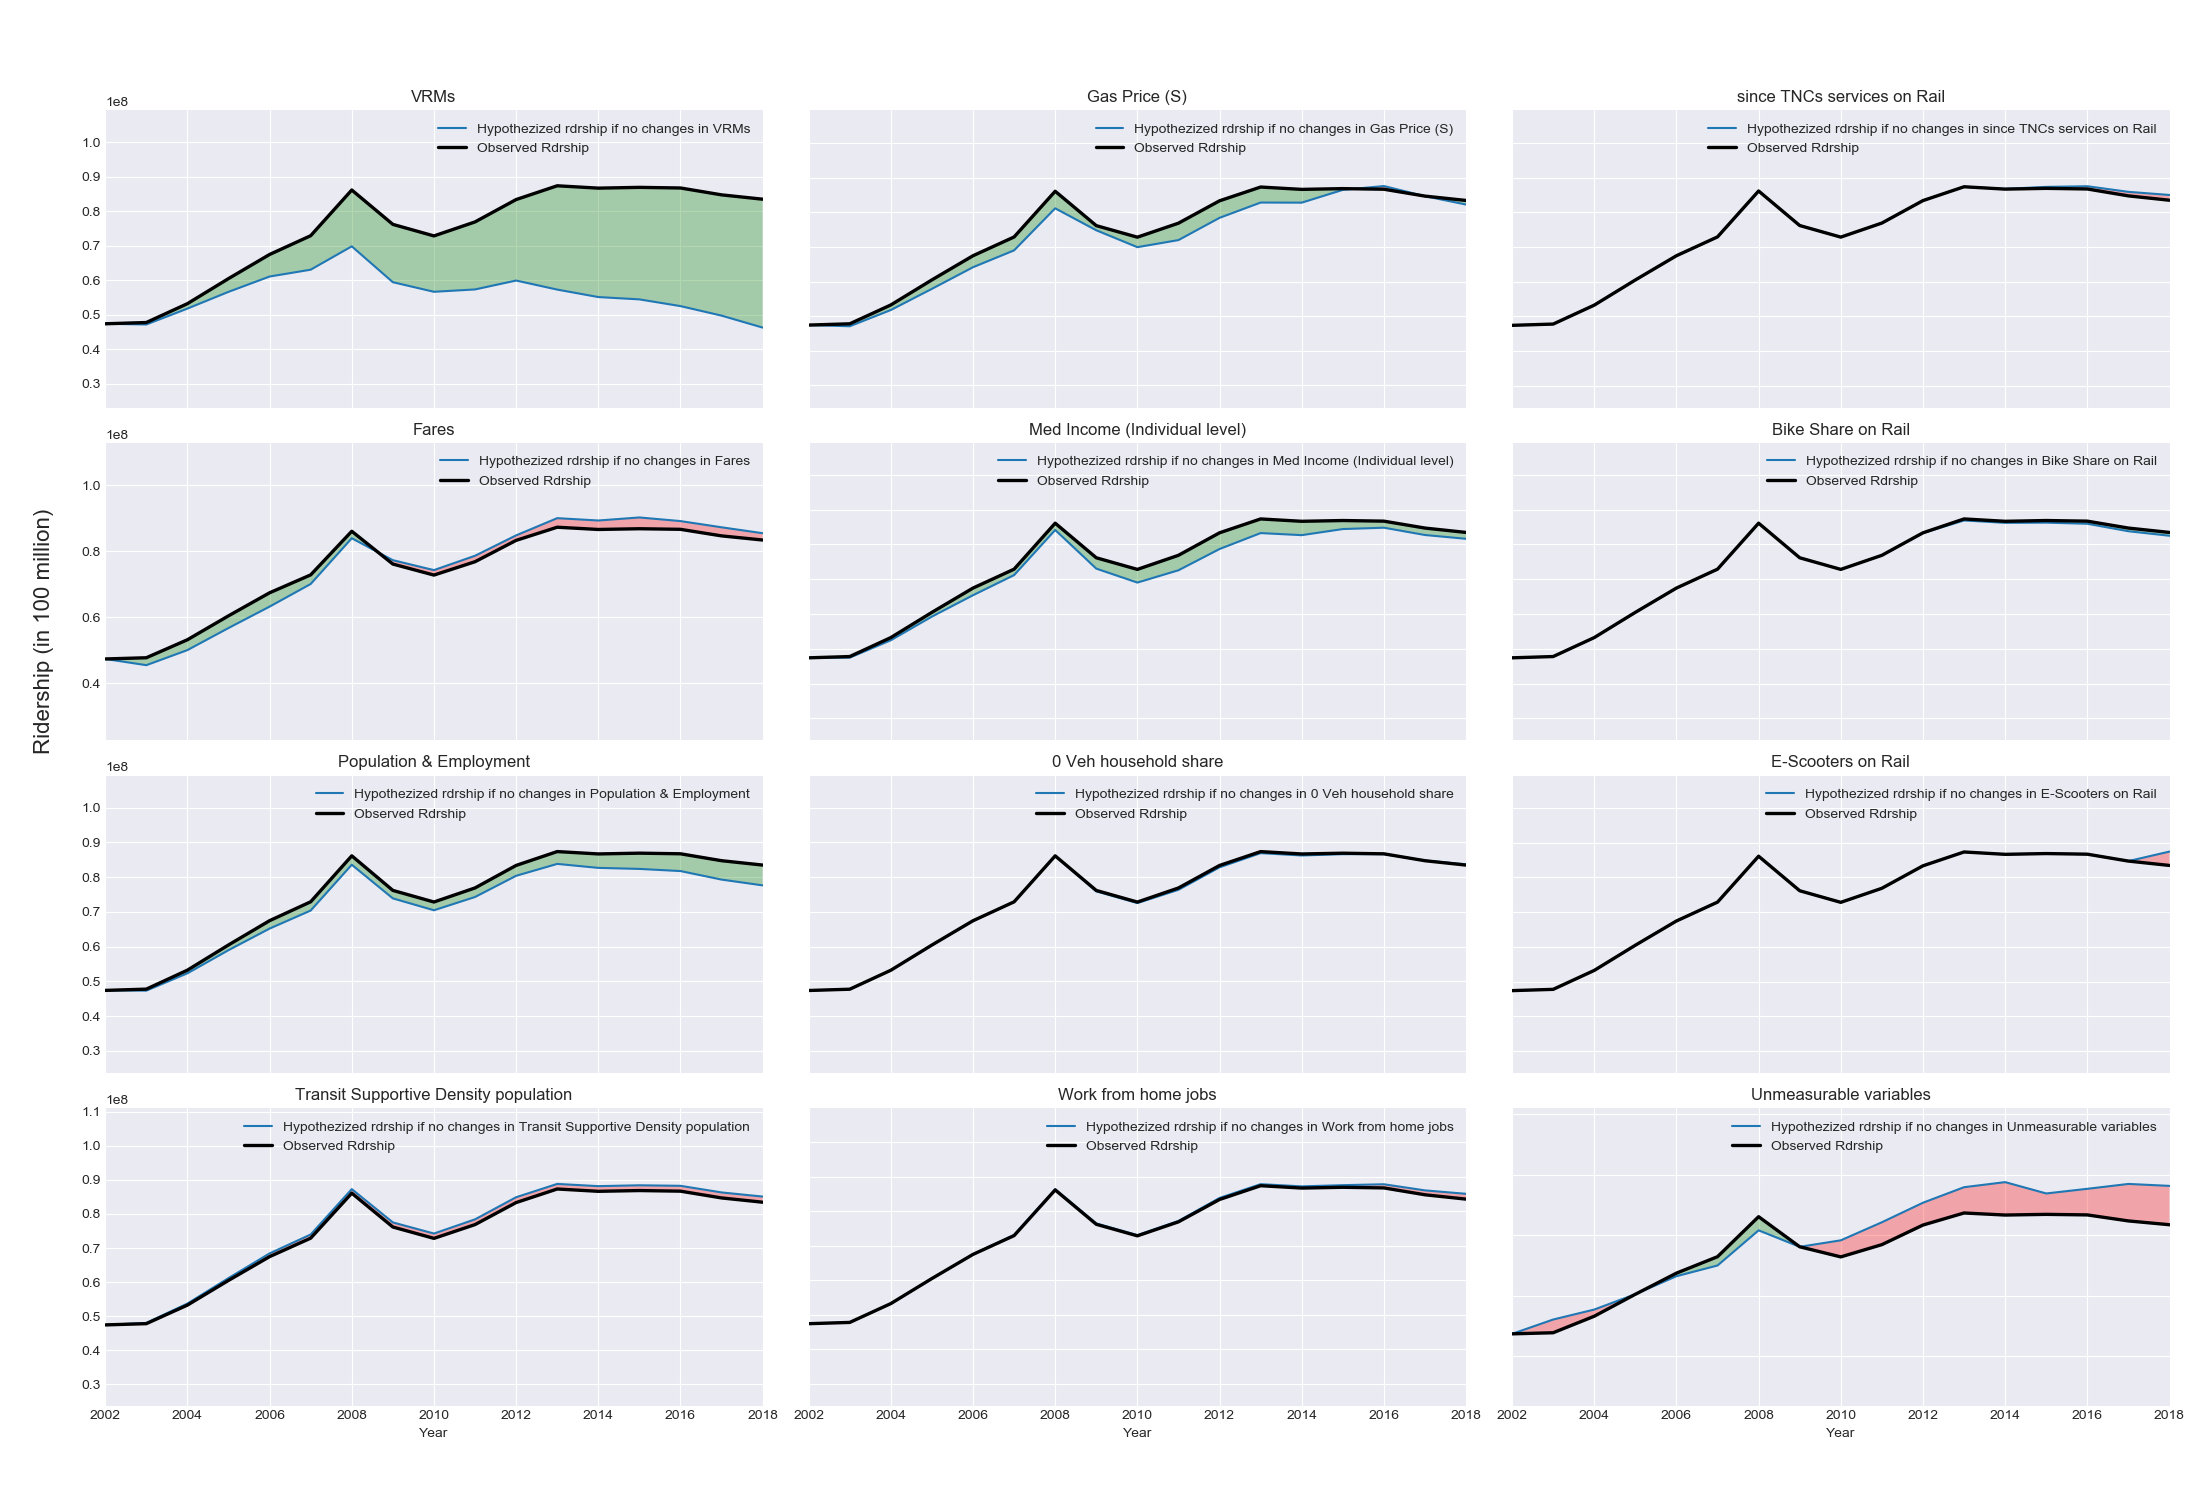 VRMs
Gas Price (S)
since TNCs services on Rail
1e8
Hypothezized rdrship if no changes in VRMs
Observed Rdrship
Hypothezized rdrship if no changes in Gas Price (S)
Observed Rdrship
Hypothezized rdrship if no changes in since TNCs services on Rail
Observed Rdrship
1.0
0.9
0.8
0.7
0.6
0.5
0.4
0.3
Fares
Med Income (Individual level)
Bike Share on Rail
1e8
Hypothezized rdrship if no changes in Fares
Observed Rdrship
Hypothezized rdrship if no changes in Med Income (Individual level)
Observed Rdrship
Hypothezized rdrship if no changes in Bike Share on Rail
Observed Rdrship
1.0
0.8
0.6
0.4
Ridership (in 100 million)
Population & Employment
0 Veh household share
E-Scooters on Rail
1e8
Hypothezized rdrship if no changes in Population & Employment
Observed Rdrship
Hypothezized rdrship if no changes in 0 Veh household share
Observed Rdrship
Hypothezized rdrship if no changes in E-Scooters on Rail
Observed Rdrship
1.0
0.9
0.8
0.7
0.6
0.5
0.4
0.3
Transit Supportive Density population
Work from home jobs
Unmeasurable variables
1e8
Hypothezized rdrship if no changes in Transit Supportive Density population
Observed Rdrship
Hypothezized rdrship if no changes in Work from home jobs
Observed Rdrship
Hypothezized rdrship if no changes in Unmeasurable variables
Observed Rdrship
1.1
1.0
0.9
0.8
0.7
0.6
0.5
0.4
0.3
2002 2004 2006 2008 2010 2012 2014 2016 2018
Year
2002 2004 2006 2008 2010 2012 2014 2016 2018
Year
2002 2004 2006 2008 2010 2012 2014 2016 2018
Year